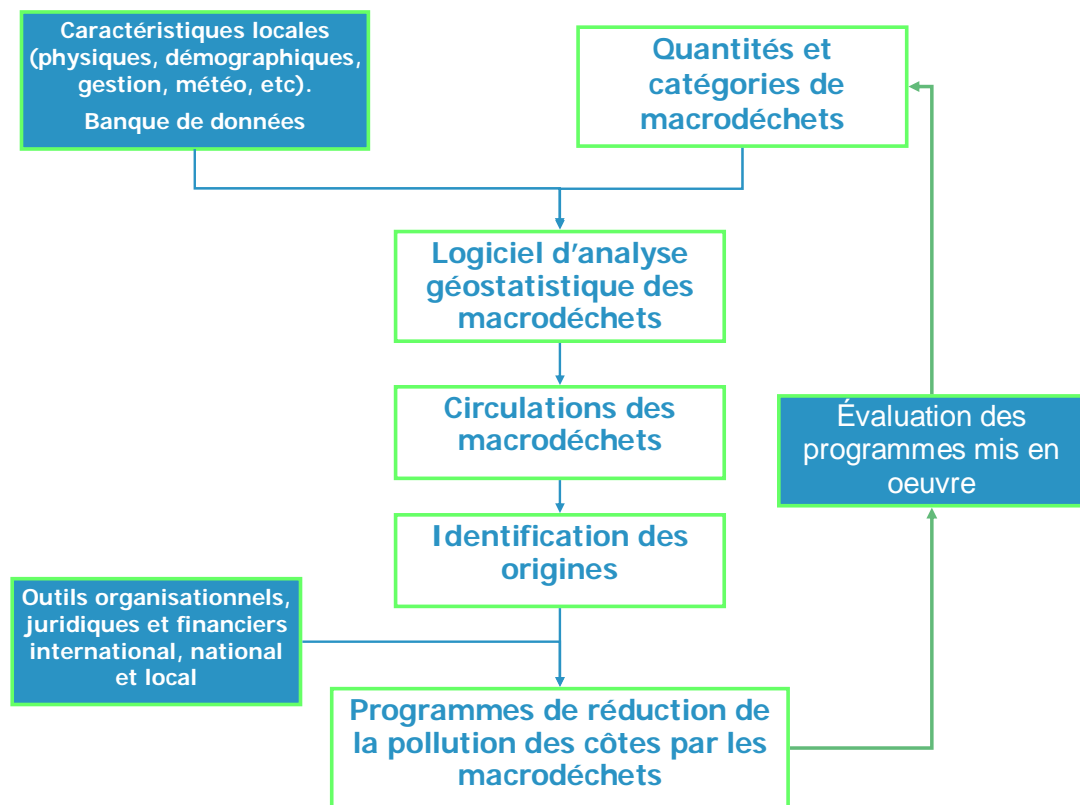 Caractéristiques locales
(physiques, démographiques,
gestion, météo, etc).
Banque de données
Quantités et
catégories de
macrodéchets
Logiciel d'analyse
géostatistique des
macrodéchets
Circulations des
macrodéchets
Évaluation des
programmes mis en
oeuvre
Identification des
origines
Outils organisationnels,
juridiques et financiers
international, national
et local
Programmes de réduction de
la pollution des côtes par les
macrodéchets